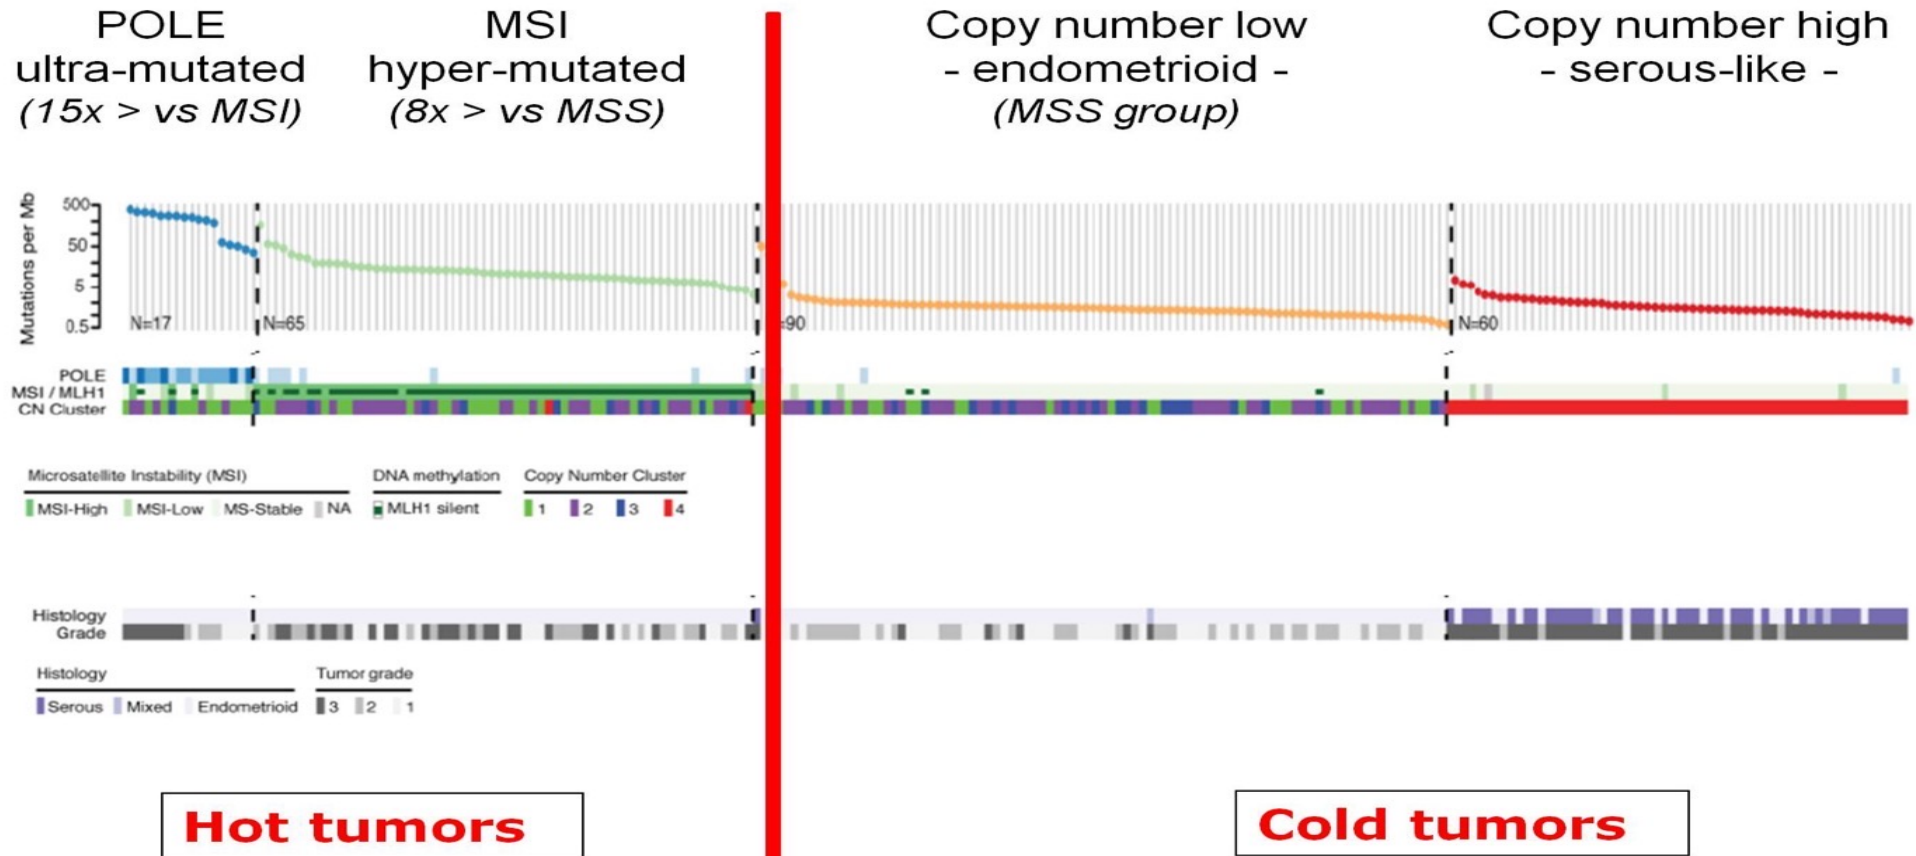 POLE
ultra-mutated
(15x > vs MSI)
MSI
hyper-mutated
(8x > vs MSS)
Copy number low
- endometrioid -
(MSS group)
Copy number high
- serous-like -
Mutations per Mb
500
50
5
0.5
N=17
N=65
=90
N=60
POLE
MSI / MLH1
CN Cluster
Microsatellite Instability (MSI)
MSI-High MSI-Low MS-Stable NA
DNA methylation
MLH1 silent
Copy Number Cluster
1 2 3 4
Histology
Grade
Histology
Serous Mixed Endometrioid
Tumor grade
3 2 1
Hot tumors
Cold tumors